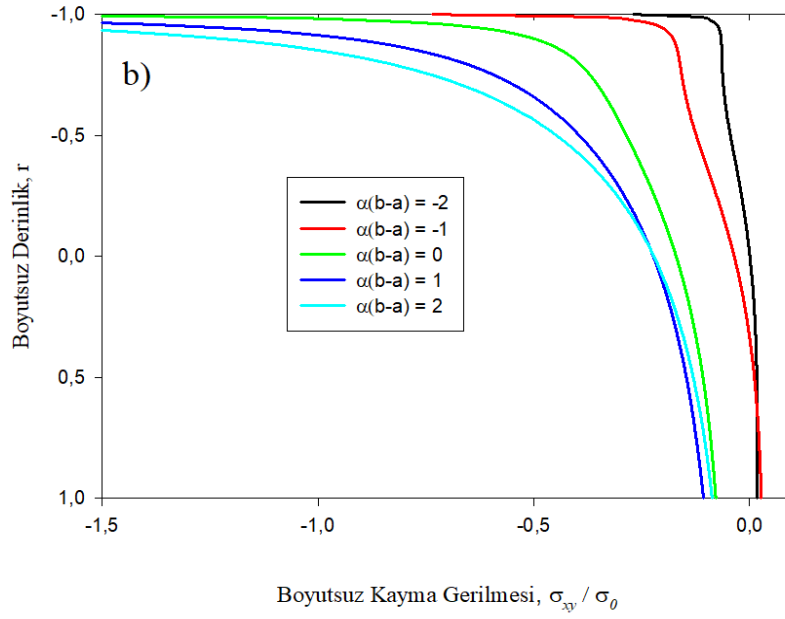 -1,0
b)
-0,5
α(b-a) = -2
α(b-a) = -1
α(b-a) = 0
α(b-a) = 1
α(b-a) = 2
Boyutsuz Derinlik, r
0,0
0,5
1,0
-1,5
-1,0
-0,5
0,0
Boyutsuz Kayma Gerilmesi, σxy / σ0